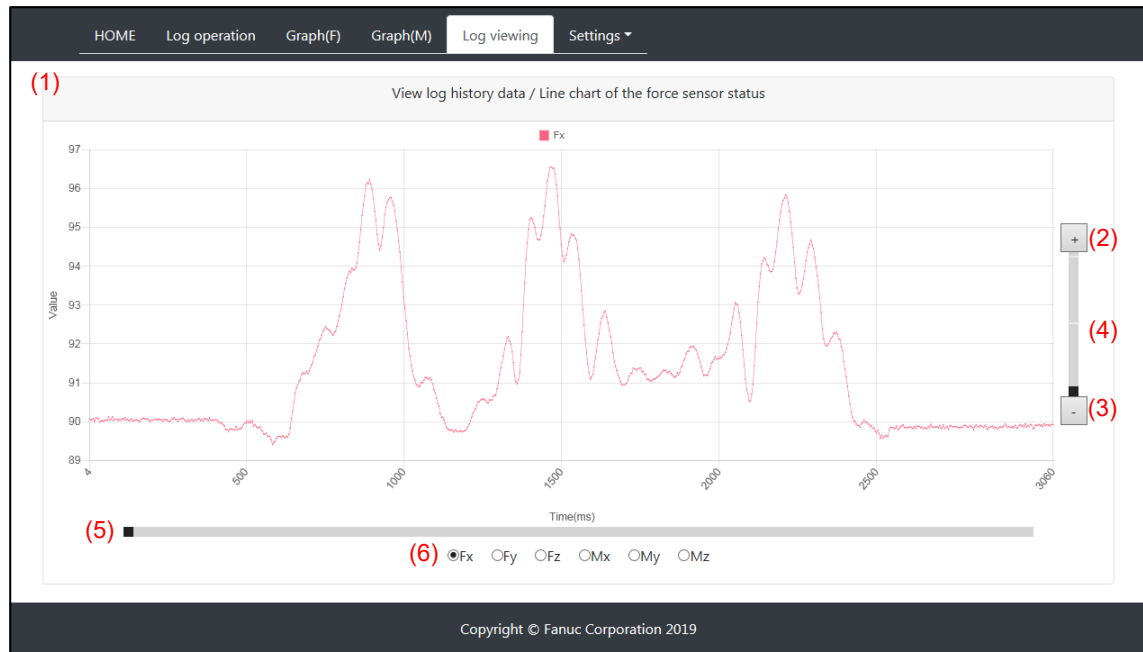 HOME Log operation Graph(F) Graph(M) Log viewing Settings
(1)
View log history data / Line chart of the force sensor status
Fx
97
96
95
94
93
92
91
90
89
Value
4 500 1000 1500 2000 2500 3060
Time(ms)
+ (2)
(4)
- (3)
(5)
(6) Fx Fy Fz Mx My Mz
Copyright © Fanuc Corporation 2019